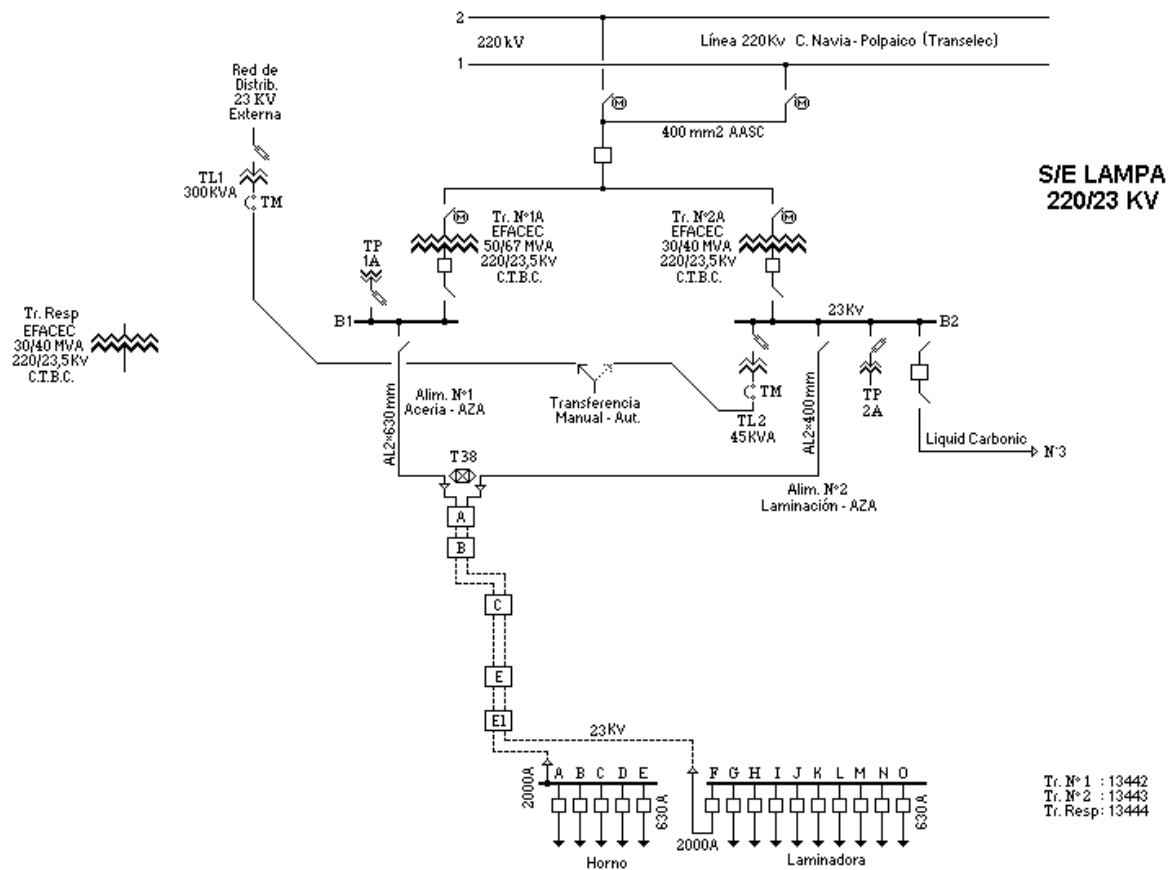 2
220 kV
Línea 220Kv C. Navia - Polpaico (Transelec)
1
Red de
Distrib.
23 KV
Externa
M
M
400 mm2 AASC
TL1
300KVA
TM
S/E LAMPA
220/23 KV
M
Tr. Nº1A
EFACEC
50/67 MVA
220/23,5Kv
C.T.B.C.
Tr. Nº2A
EFACEC
30/40 MVA
220/23,5Kv
C.T.B.C.
M
TP
1A
Tr. Resp
EFACEC
30/40 MVA
220/23,5Kv
C.T.B.C.
B1
23Kv
B2
AL2×630mm
Alim. Nº1
Aceria - AZA
Transferencia
Manual - Aut.
TM
TL2
45KVA
AL2×400mm
TP
2A
Liquid Carbonic
Nº3
T38
Alim. Nº2
Laminación - AZA
A
B
C
E
E1
23Kv
2000A
A B C D E
630A
Horno
2000A
F G H I J K L M N O
630A
Laminadora
Tr. Nº 1 : 13442
Tr. Nº 2 : 13443
Tr. Resp: 13444